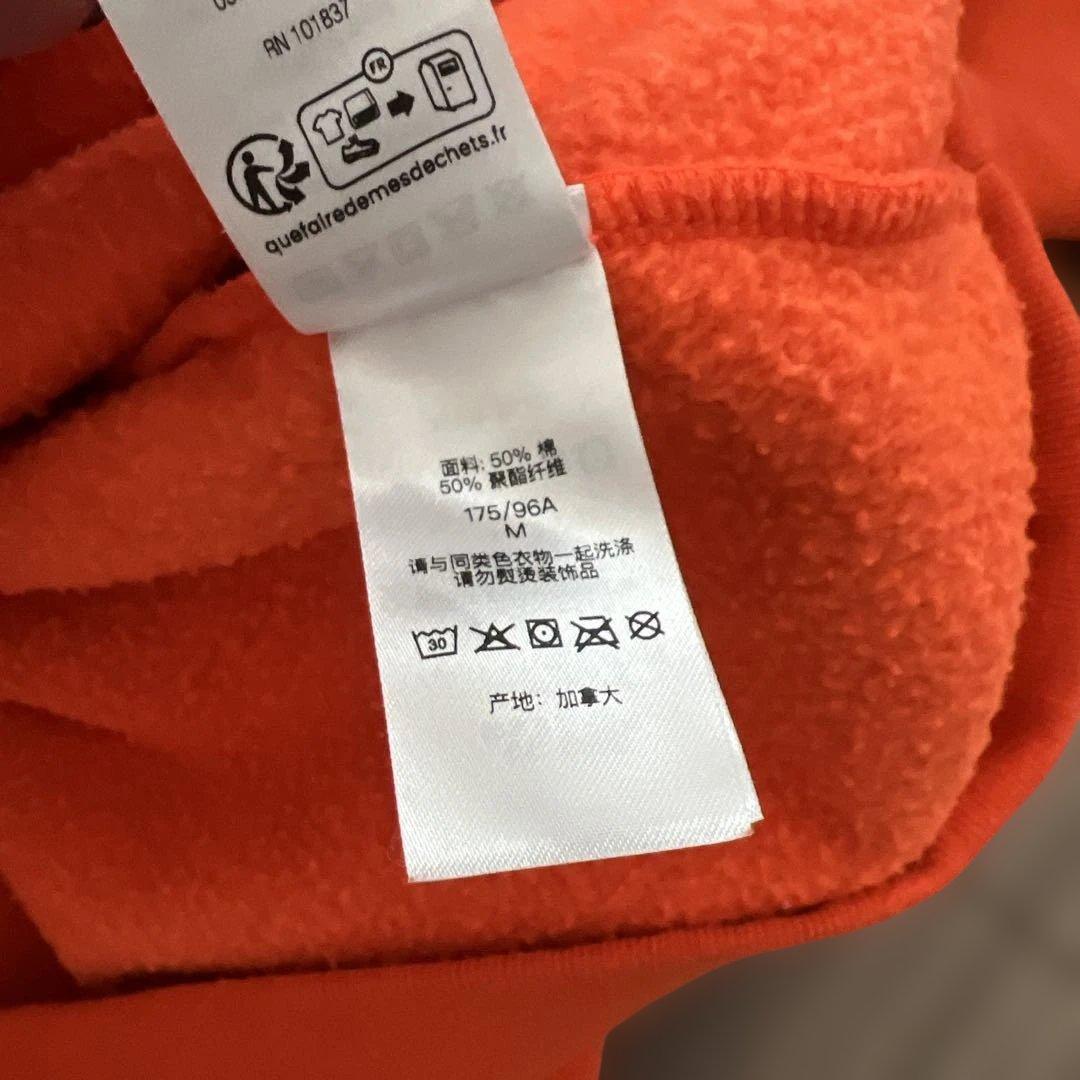 RN 101837
FR
quefairedemesdechets.fr
面料: 50% 棉
50% 聚酯纤维
175/96A
M
请与同类色衣物一起洗涤
请勿熨烫装饰品
30
产地: 加拿大